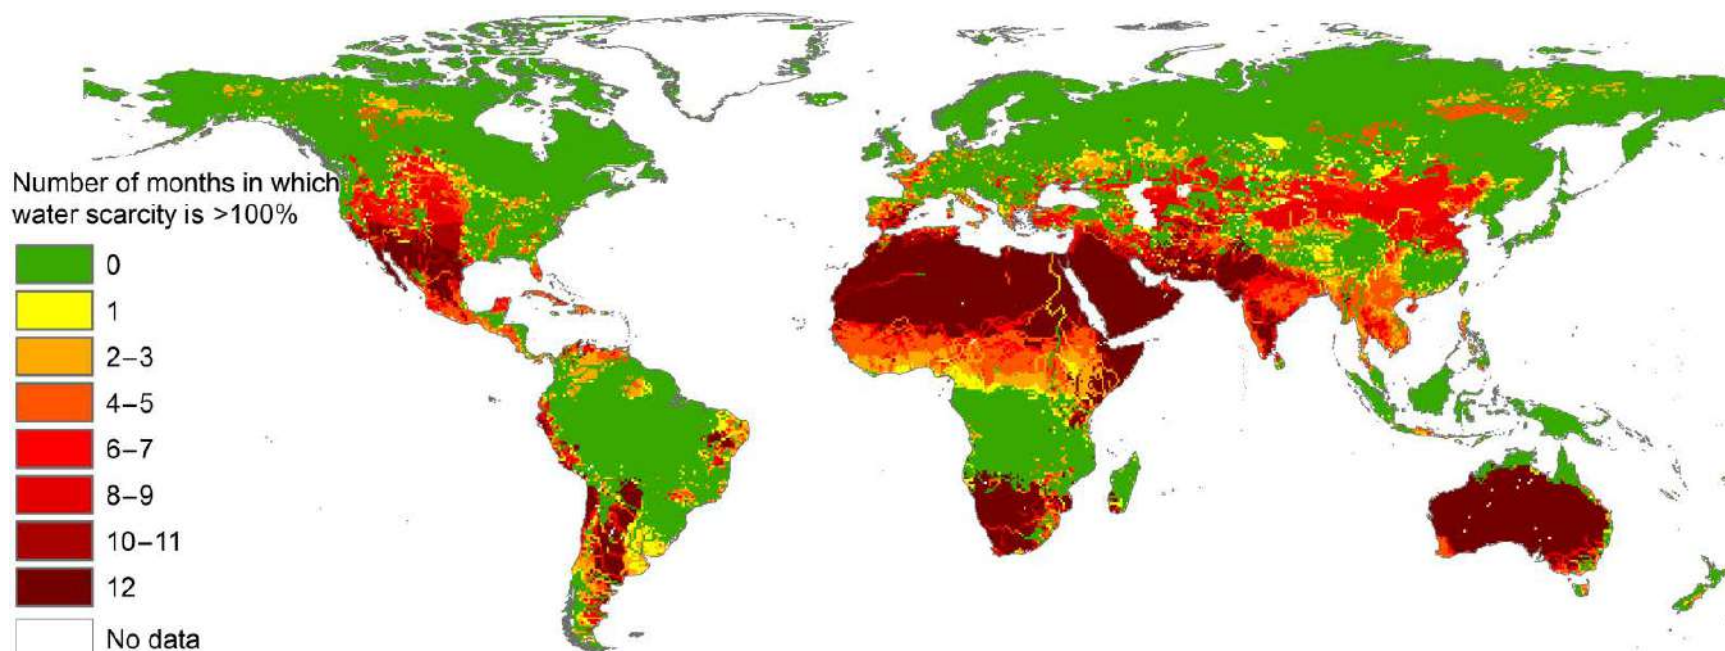 Number of months in which
water scarcity is >100%
0
1
2–3
4–5
6–7
8–9
10–11
12
No data